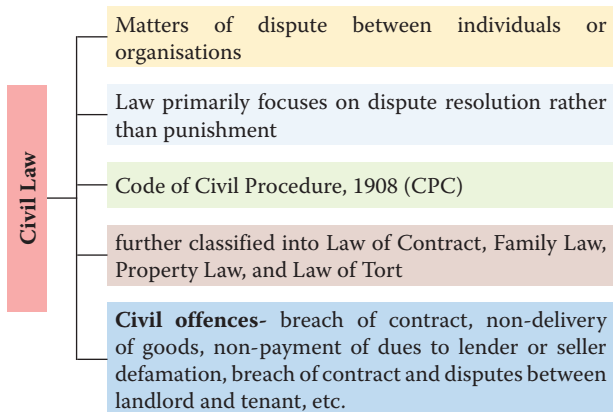 Civil Law
Matters of dispute between individuals or
organisations
Law primarily focuses on dispute resolution rather
than punishment
Code of Civil Procedure, 1908 (CPC)
further classified into Law of Contract, Family Law,
Property Law, and Law of Tort
Civil offences- breach of contract, non-delivery
of goods, non-payment of dues to lender or seller
defamation, breach of contract and disputes between
landlord and tenant, etc.